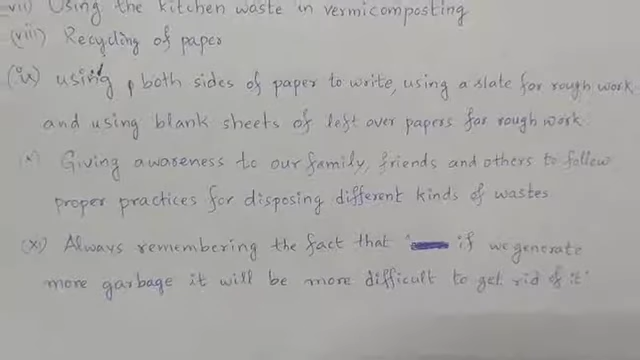 vii) Using the kitchen waste in vermicomposting
(viii) Recycling of paper
(ix) using both sides of paper to write, using a slate for rough work
and using blank sheets of left over papers for rough work.
(x) Giving awareness to our family, friends and others to follow
proper practices for disposing different kinds of wastes
(xi) Always remembering the fact that ' if we generate
more garbage it will be more difficult to get rid of it'